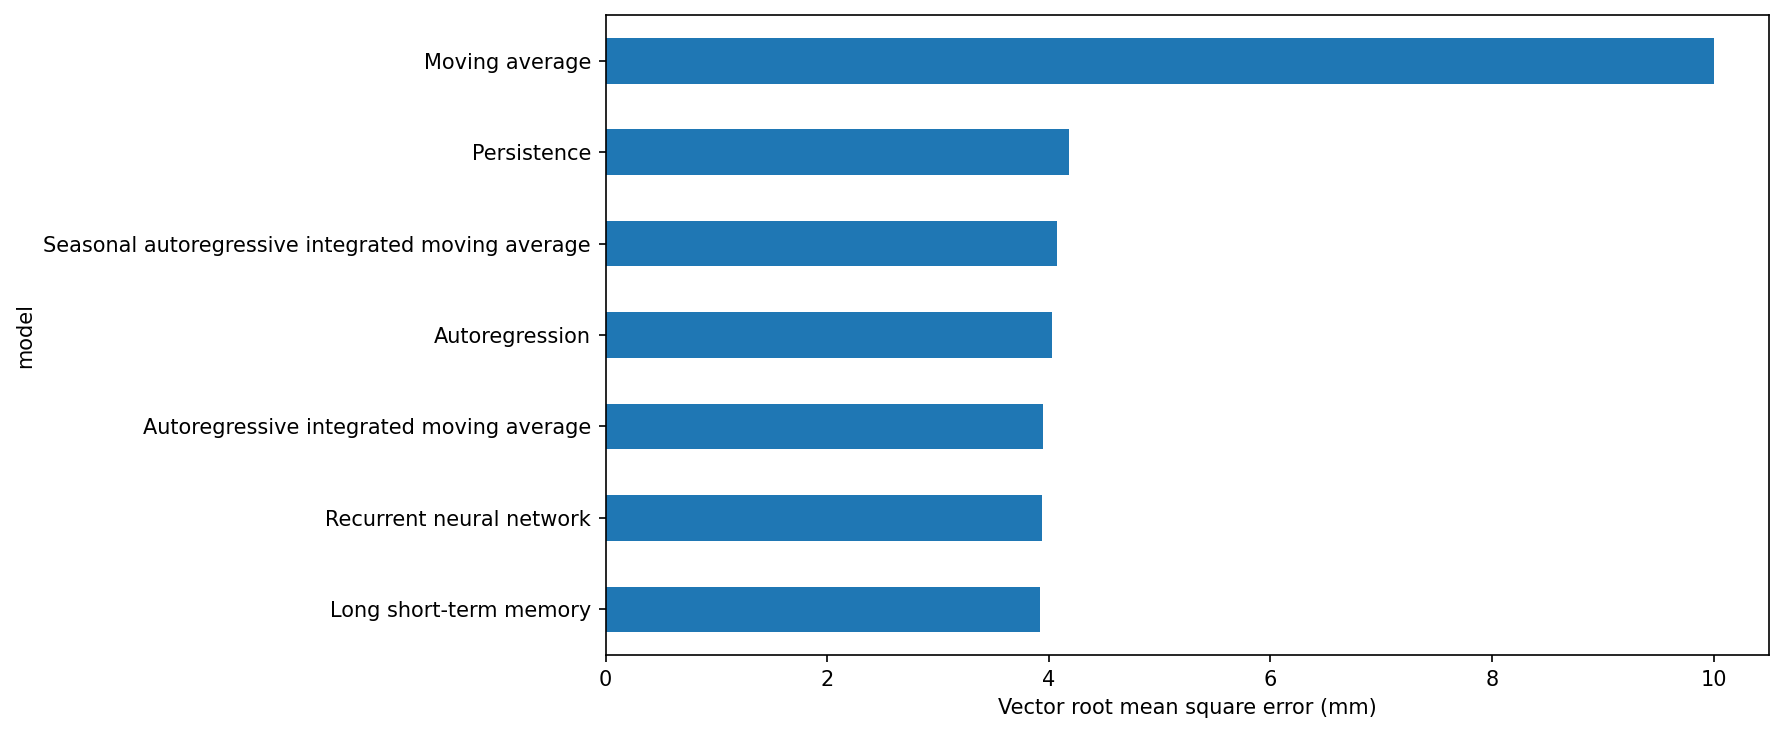 Moving average
Persistence
Seasonal autoregressive integrated moving average
Autoregression
Autoregressive integrated moving average
Recurrent neural network
Long short-term memory
model
0 2 4 6 8 10
Vector root mean square error (mm)